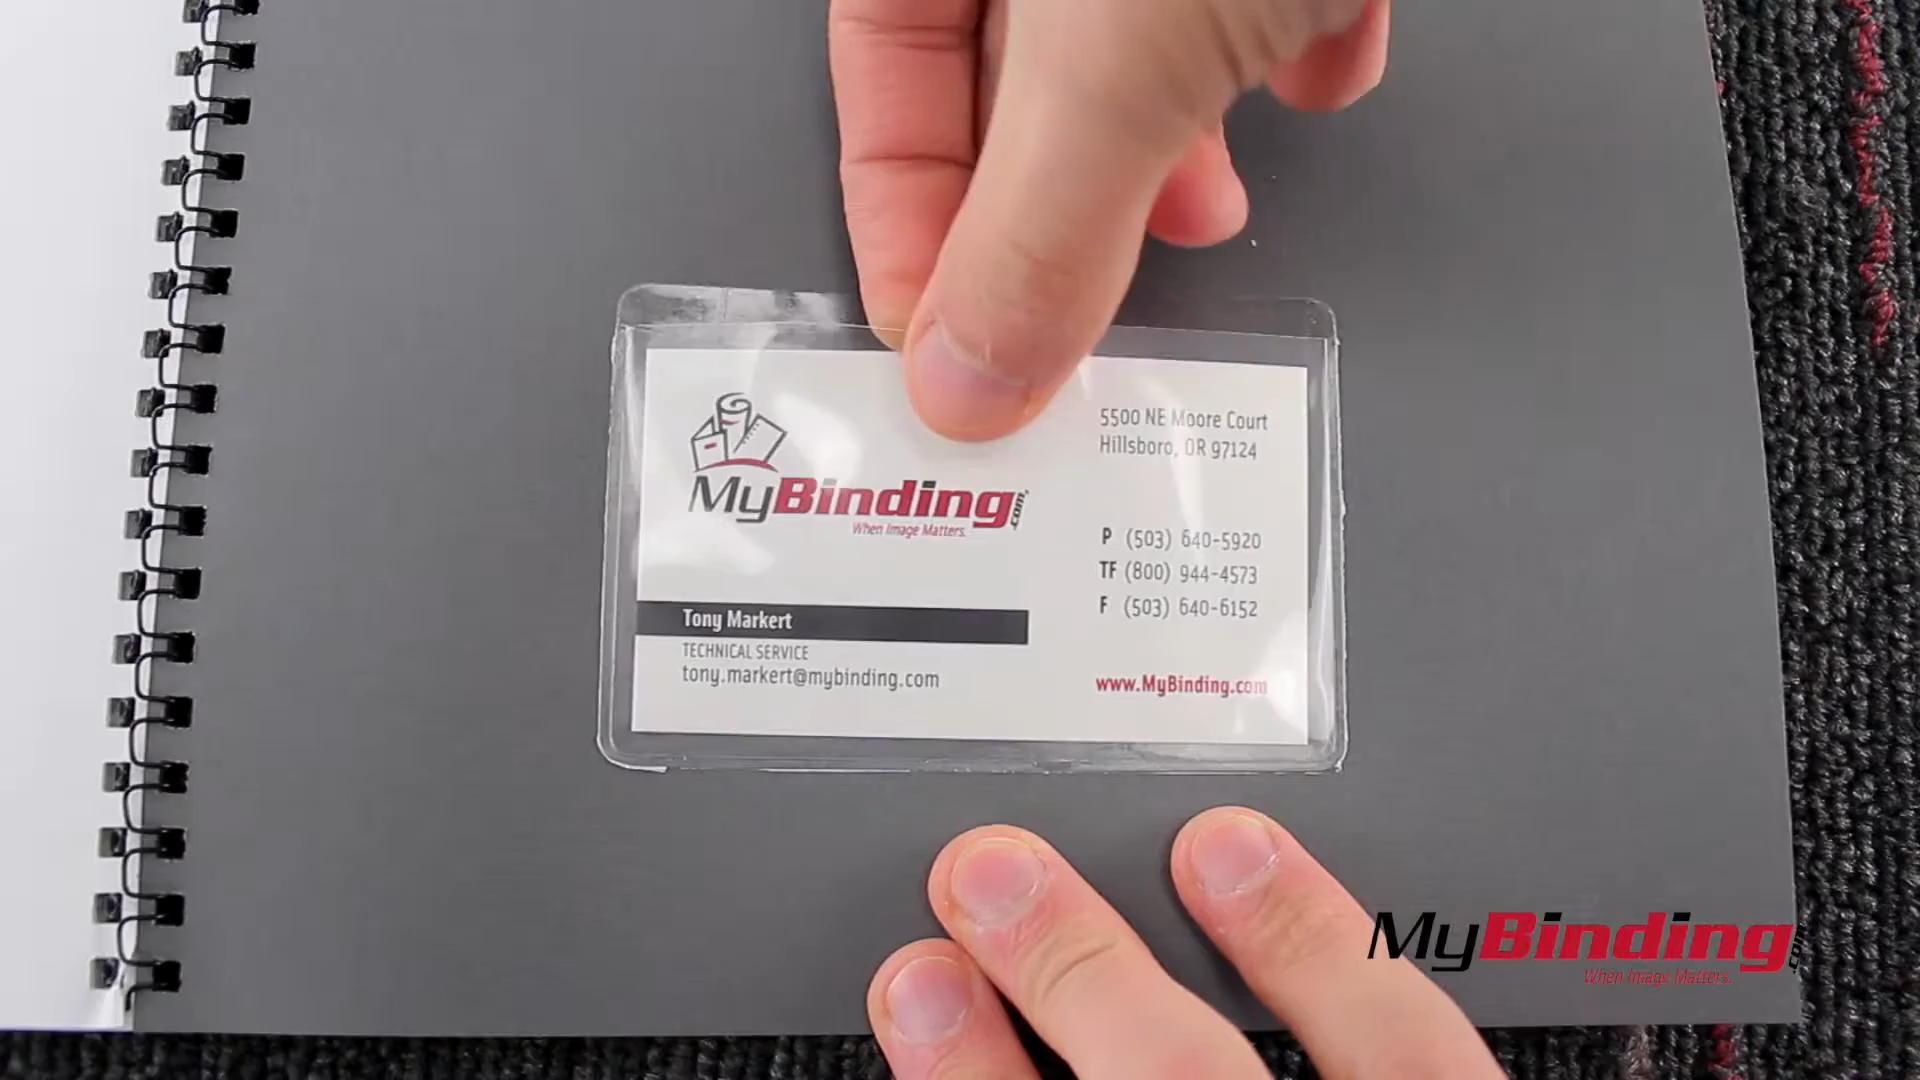 MyBinding.com
When Image Matters.
Tony Markert
TECHNICAL SERVICE
tony.markert@mybinding.com
5500 NE Moore Court
Hillsboro, OR 97124
P (503) 640-5920
TF (800) 944-4573
F (503) 640-6152
www.MyBinding.com
MyBinding.com
When Image Matters.